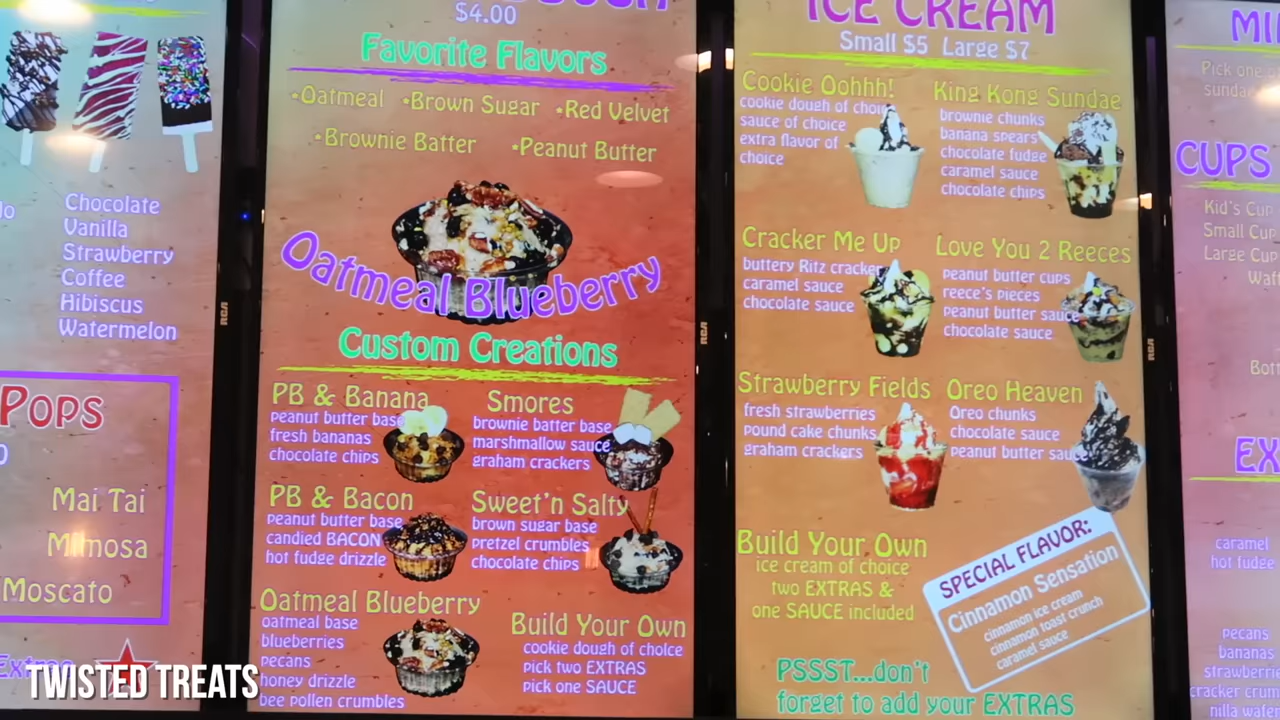 Chocolate
Vanilla
Strawberry
Coffee
Hibiscus
Watermelon
Pops
Mai Tai
Mimosa
Moscato
Extras
TWISTED TREATS
$4.00
Favorite Flavors
•Oatmeal •Brown Sugar •Red Velvet
•Brownie Batter •Peanut Butter
Oatmeal Blueberry
Custom Creations
PB & Banana
peanut butter base
fresh bananas
chocolate chips
Smores
brownie batter base
marshmallow sauce
graham crackers
PB & Bacon
peanut butter base
candied BACON
hot fudge drizzle
Sweet'n Salty
brown sugar base
pretzel crumbles
chocolate chips
Oatmeal Blueberry
oatmeal base
blueberries
pecans
honey drizzle
bee pollen crumbles
Build Your Own
cookie dough of choice
pick two EXTRAS
pick one SAUCE
ICE CREAM
Small $5 Large $7
Cookie Oohhh!
cookie dough of choice
sauce of choice
extra flavor of
choice
King Kong Sundae
brownie chunks
banana spears
chocolate fudge
caramel sauce
chocolate chips
Cracker Me Up
buttery Ritz cracker
caramel sauce
chocolate sauce
Love You 2 Reeces
peanut butter cups
reece's pieces
peanut butter sauce
chocolate sauce
Strawberry Fields
fresh strawberries
pound cake chunks
graham crackers
Oreo Heaven
Oreo chunks
chocolate sauce
peanut butter sauce
Build Your Own
ice cream of choice
two EXTRAS &
one SAUCE included
SPECIAL FLAVOR:
Cinnamon Sensation
cinnamon ice cream
cinnamon toast crunch
caramel sauce
PSSST...don't
forget to add your EXTRAS
Pick one
sundae
CUPS
Kid's Cup
Small Cup
Large Cup
caramel
hot fudge
pecans
bananas
strawberries
cracker crum
nilla wafer
RCA
RCA
RCA